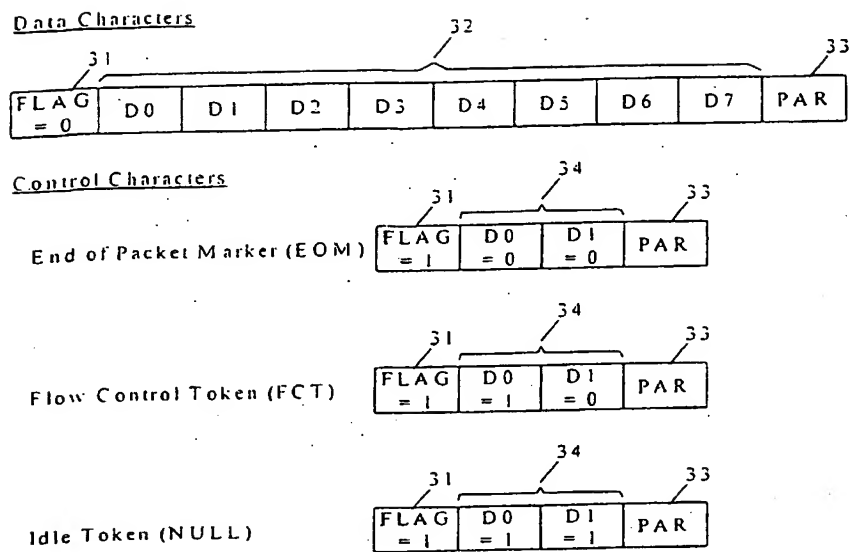 Data Characters
32
31
33
FLAG = 0 D0 D1 D2 D3 D4 D5 D6 D7 PAR
Control Characters
34
31
33
End of Packet Marker (EOM) FLAG = 1 D0 = 0 D1 = 0 PAR
34
31
33
Flow Control Token (FCT) FLAG = 1 D0 = 1 D1 = 0 PAR
34
31
33
Idle Token (NULL) FLAG = 1 D0 = 1 D1 = 1 PAR